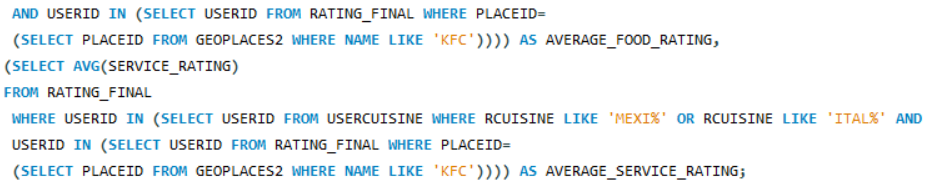 AND USERID IN (SELECT USERID FROM RATING_FINAL WHERE PLACEID=
(SELECT PLACEID FROM GEOPLACES2 WHERE NAME LIKE 'KFC')))) AS AVERAGE_FOOD_RATING,
(SELECT AVG(SERVICE_RATING)
FROM RATING_FINAL
WHERE USERID IN (SELECT USERID FROM USERCUISINE WHERE RCUISINE LIKE 'MEXI%' OR RCUISINE LIKE 'ITAL%' AND
USERID IN (SELECT USERID FROM RATING_FINAL WHERE PLACEID=
(SELECT PLACEID FROM GEOPLACES2 WHERE NAME LIKE 'KFC')))) AS AVERAGE_SERVICE_RATING;